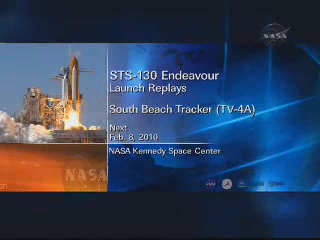 NASA
STS-130 Endeavour
Launch Replays
South Beach Tracker (TV-4A)
Next
Feb. 8, 2010
NASA Kennedy Space Center
NASA